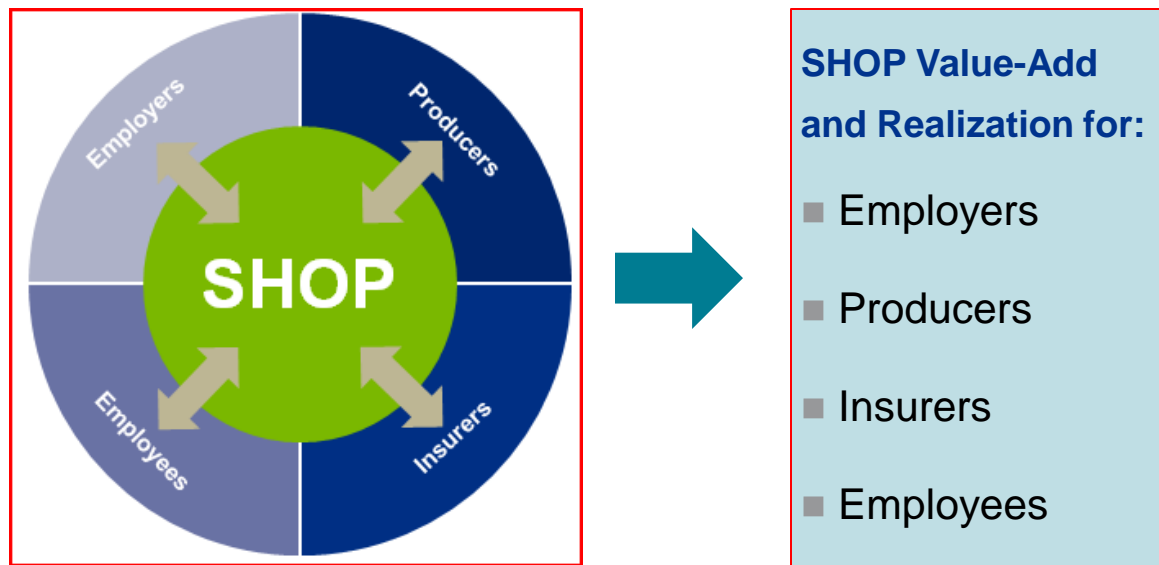 Employers
Producers
SHOP
Employees
Insurers
SHOP Value-Add
and Realization for:
Employers
Producers
Insurers
Employees